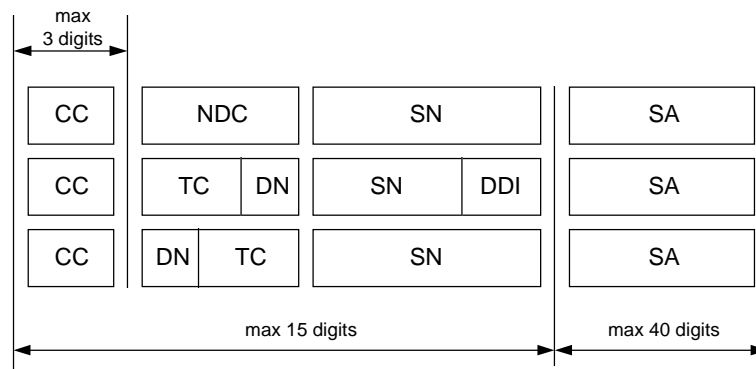 max
3 digits
CC NDC SN SA
CC TC DN SN DDI SA
CC DN TC SN SA
max 15 digits max 40 digits